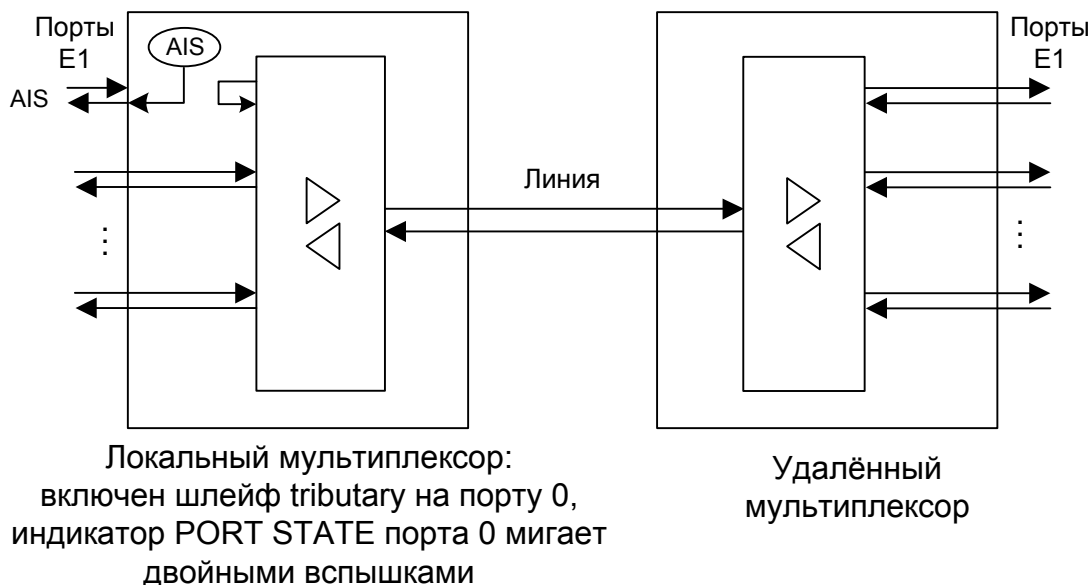 Порты
E1
AIS
AIS
⋮
Линия
Порты
E1
⋮
Локальный мультиплексор:
включен шлейф tributary на порту 0,
индикатор PORT STATE порта 0 мигает
двойными вспышками
Удалённый
мультиплексор